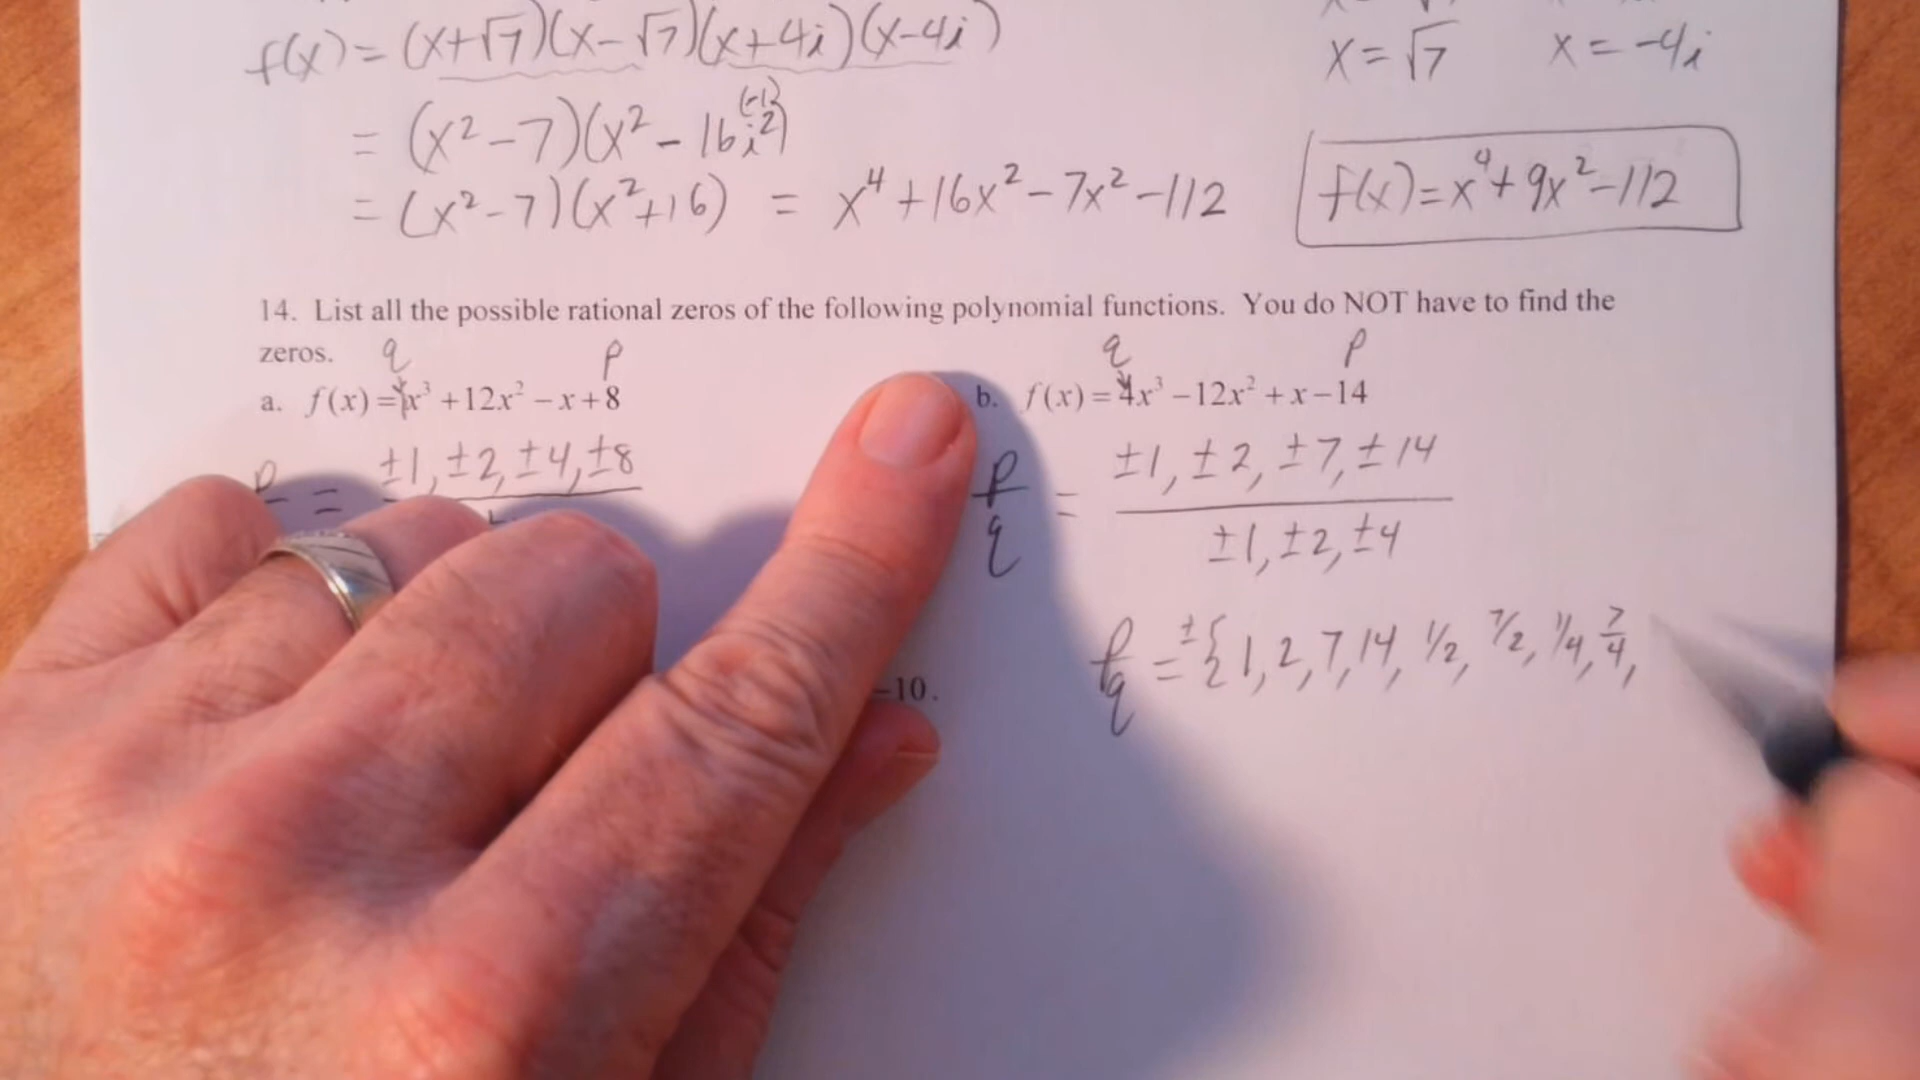 f(x) = (x+√7)(x-√7)(x+4i)(x-4i)
x = √7 x = -4i
= (x² - 7)(x² - 16i²) (-1)
= (x² - 7)(x² + 16) = x⁴ + 16x² - 7x² - 112
f(x) = x⁴ + 9x² - 112
14. List all the possible rational zeros of the following polynomial functions. You do NOT have to find the
zeros.
q p
a. f(x) = 1x³ + 12x² – x + 8
±1, ±2, ±4, ±8
p =
q p
b. f(x) = 4x³ – 12x² + x – 14
p/q = ±1, ±2, ±7, ±14
±1, ±2, ±4
p/q = ±{1, 2, 7, 14, 1/2, 7/2, 1/4, 7/4,
–10.